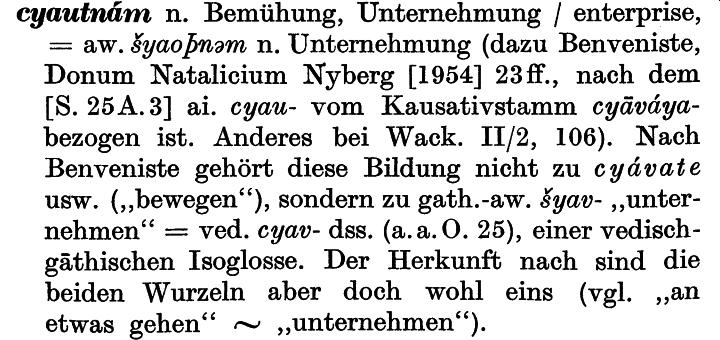 cyautnám n. Bemühung, Unternehmung / enterprise,
= aw. šyaoþnəm n. Unternehmung (dazu Benveniste,
Donum Natalicium Nyberg [1954] 23ff., nach dem
[S. 25A.3] ai. cyau- vom Kausativstamm cyāváya-
bezogen ist. Anderes bei Wack. II/2, 106). Nach
Benveniste gehört diese Bildung nicht zu cyávate
usw. („bewegen“), sondern zu gath.-aw. šyav- „unter-
nehmen“ = ved. cyav- dss. (a.a.O. 25), einer vedisch-
gāthischen Isoglosse. Der Herkunft nach sind die
beiden Wurzeln aber doch wohl eins (vgl. „an
etwas gehen“ ~ „unternehmen“).